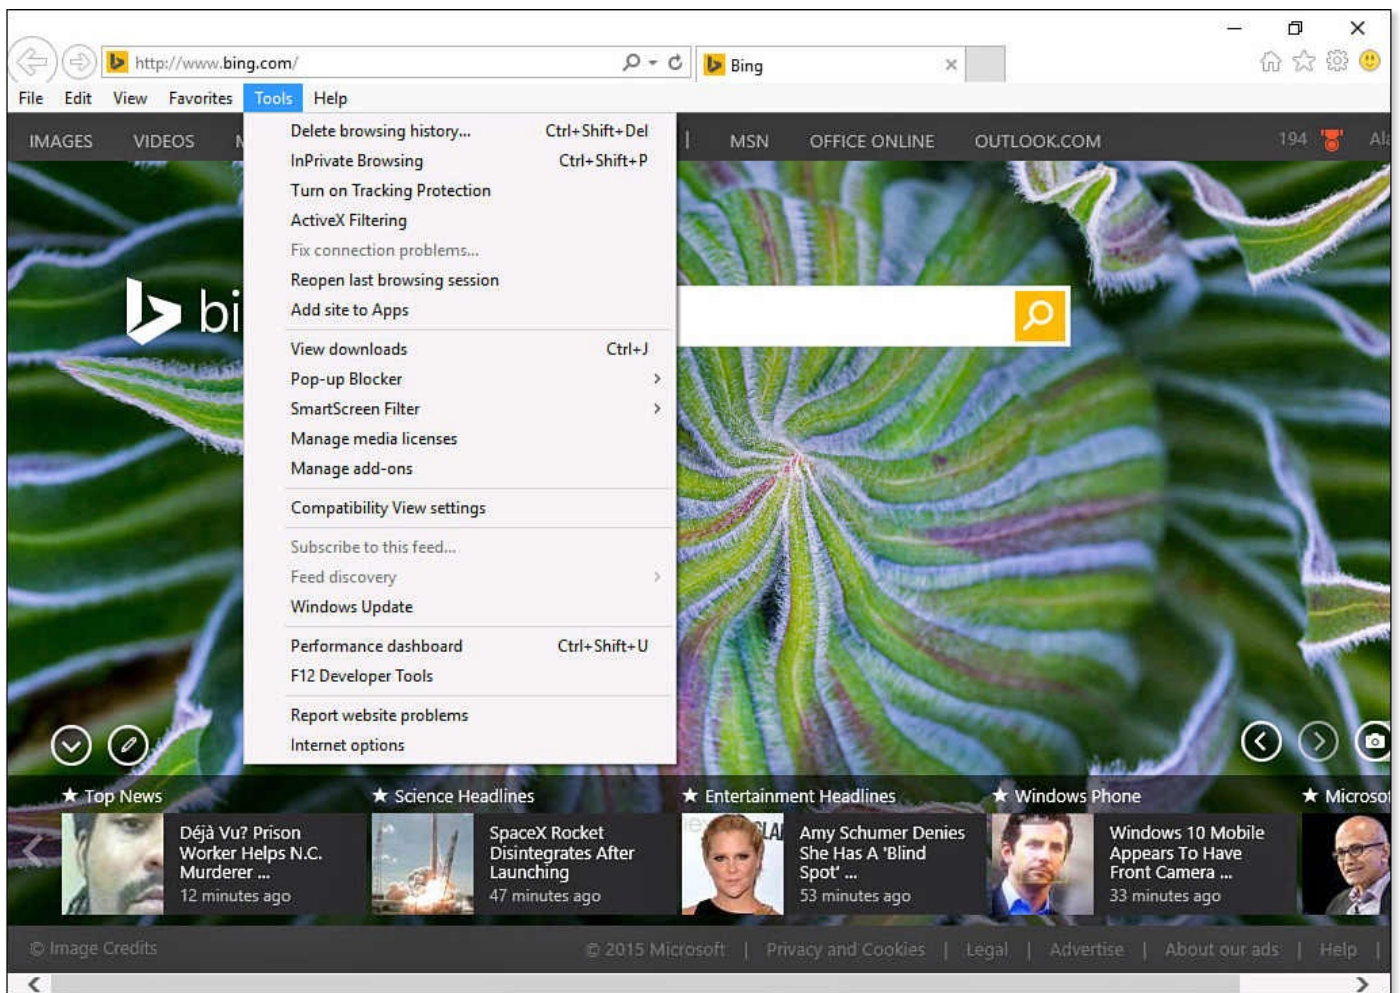 http://www.bing.com/
Bing
File Edit View Favorites Tools Help
IMAGES VIDEOS | MSN OFFICE ONLINE OUTLOOK.COM 194
Delete browsing history... Ctrl+Shift+Del
InPrivate Browsing Ctrl+Shift+P
Turn on Tracking Protection
ActiveX Filtering
Fix connection problems...
Reopen last browsing session
Add site to Apps
bi
View downloads Ctrl+J
Pop-up Blocker
SmartScreen Filter
Manage media licenses
Manage add-ons
Compatibility View settings
Subscribe to this feed...
Feed discovery
Windows Update
Performance dashboard Ctrl+Shift+U
F12 Developer Tools
Report website problems
Internet options
Top News
Déjà Vu? Prison
Worker Helps N.C.
Murderer ...
12 minutes ago
Science Headlines
SpaceX Rocket
Disintegrates After
Launching
47 minutes ago
Entertainment Headlines
Amy Schumer Denies
She Has A 'Blind
Spot' ...
53 minutes ago
Windows Phone
Windows 10 Mobile
Appears To Have
Front Camera ...
33 minutes ago
Microsof
© Image Credits
© 2015 Microsoft | Privacy and Cookies | Legal | Advertise | About our ads | Help |